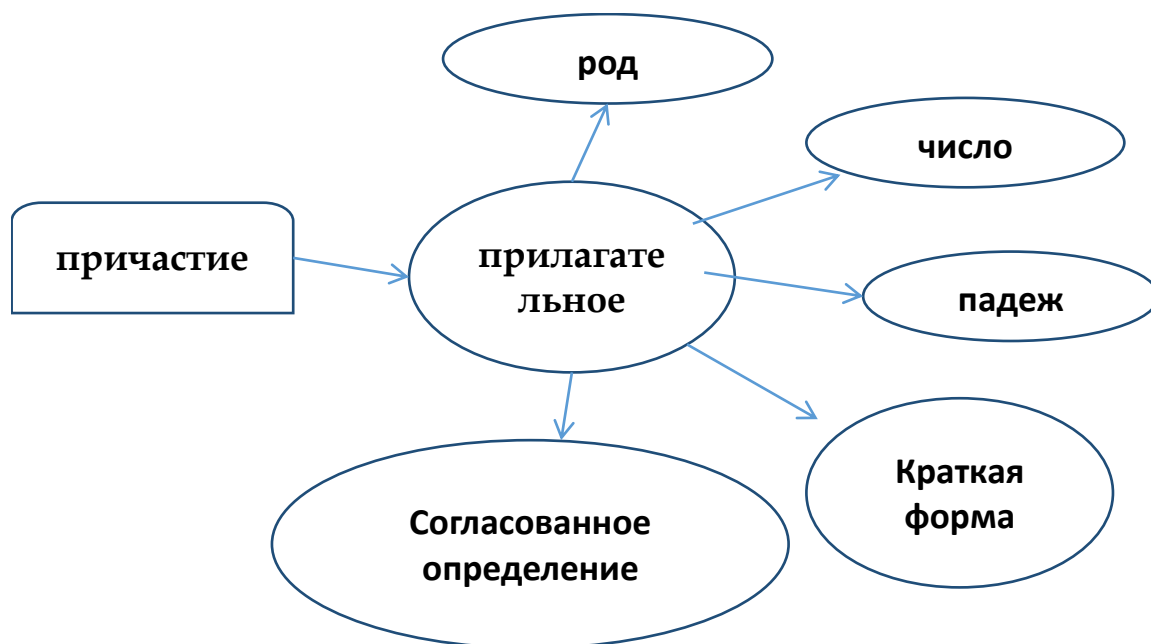 род
число
причастие
прилагате
льное
падеж
Краткая
форма
Согласованное
определение